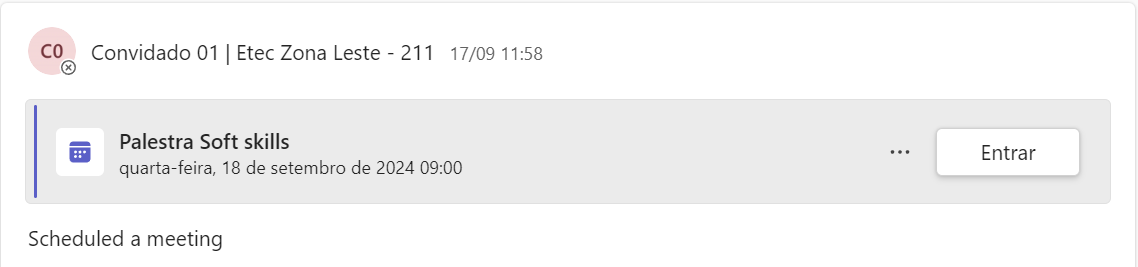 C0 Convidado 01 | Etec Zona Leste - 211 17/09 11:58
Palestra Soft skills
quarta-feira, 18 de setembro de 2024 09:00
... Entrar
Scheduled a meeting